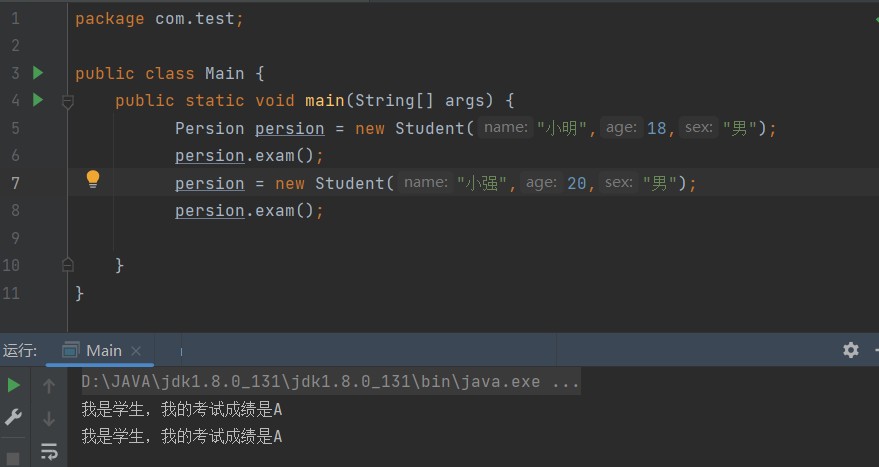 1 package com.test;
2
3 public class Main {
4 public static void main(String[] args) {
5 Persion persion = new Student( name: "小明", age: 18, sex: "男");
6 persion.exam();
7 persion = new Student( name: "小强", age: 20, sex: "男");
8 persion.exam();
9
10 }
11 }
运行: Main
D:\JAVA\jdk1.8.0_131\jdk1.8.0_131\bin\java.exe ...
我是学生，我的考试成绩是A
我是学生，我的考试成绩是A